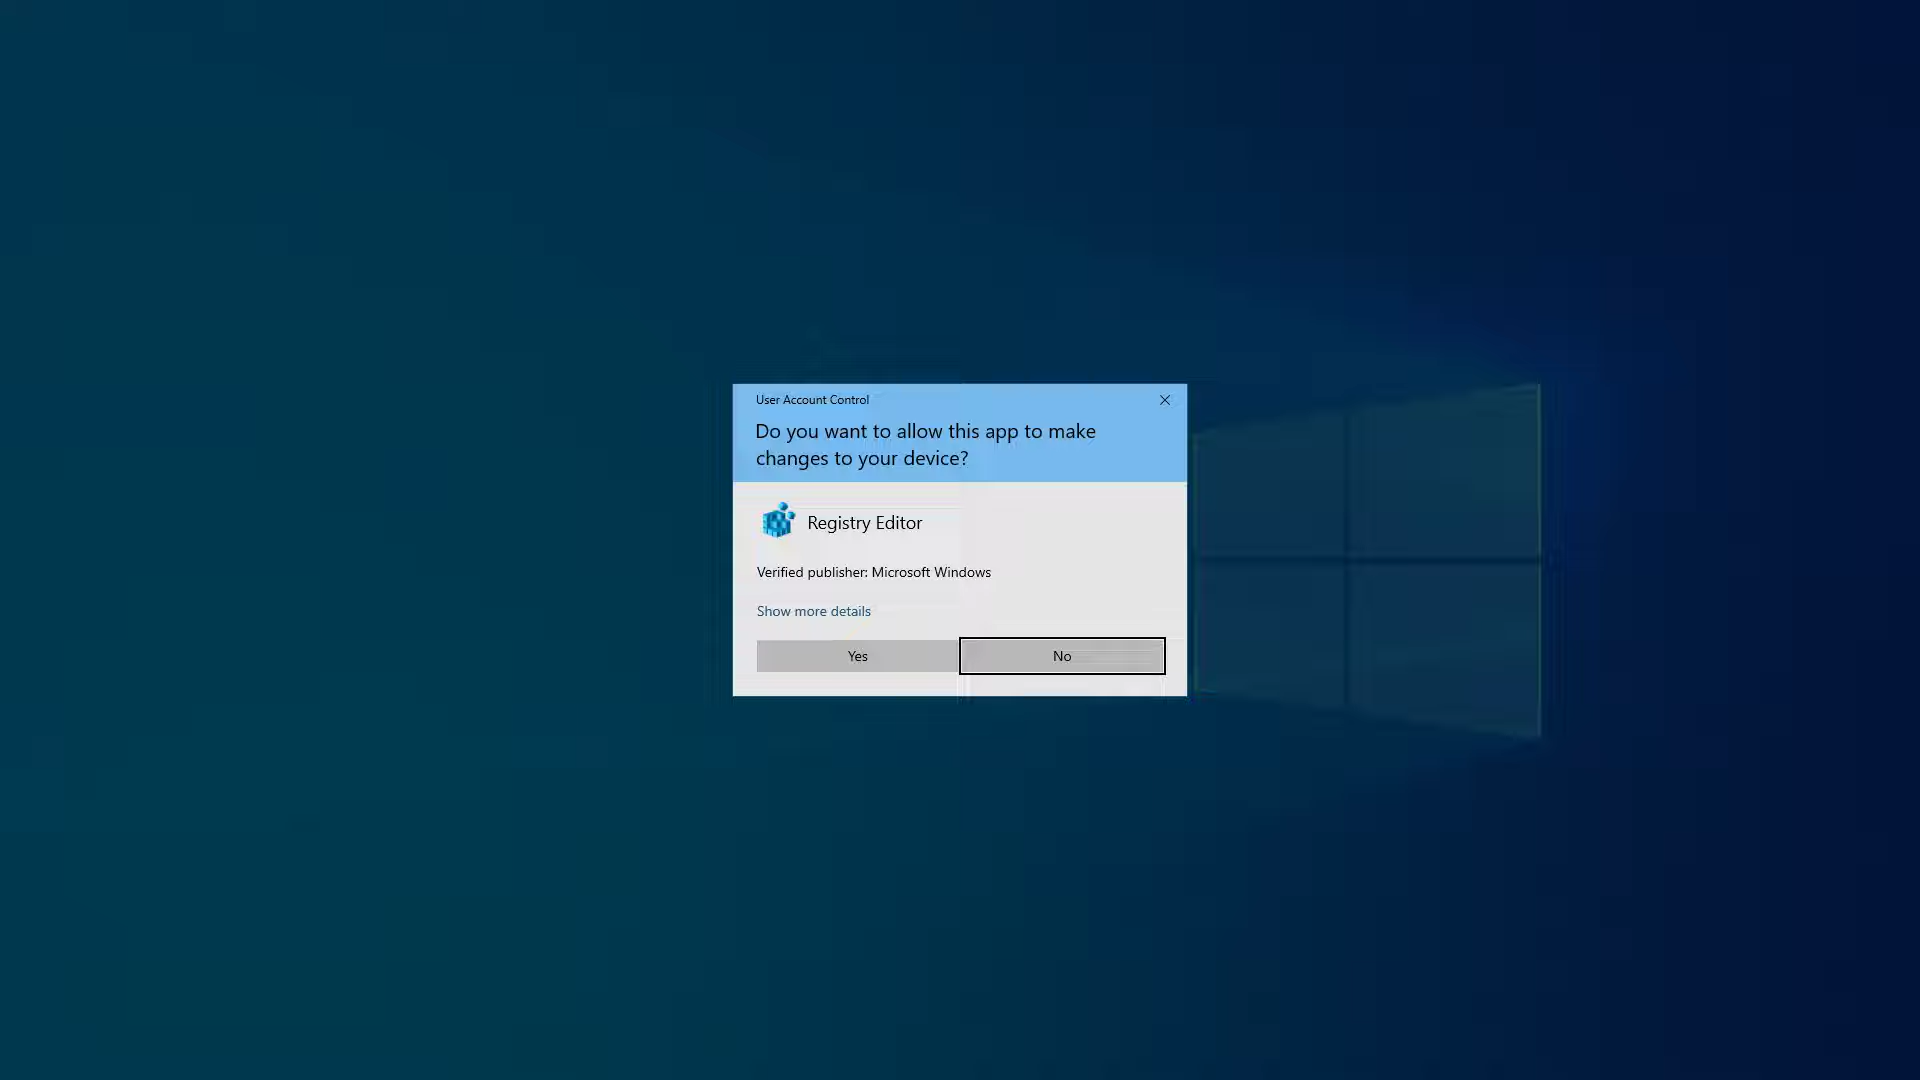 User Account Control
Do you want to allow this app to make
changes to your device?
Registry Editor
Verified publisher: Microsoft Windows
Show more details
Yes
No